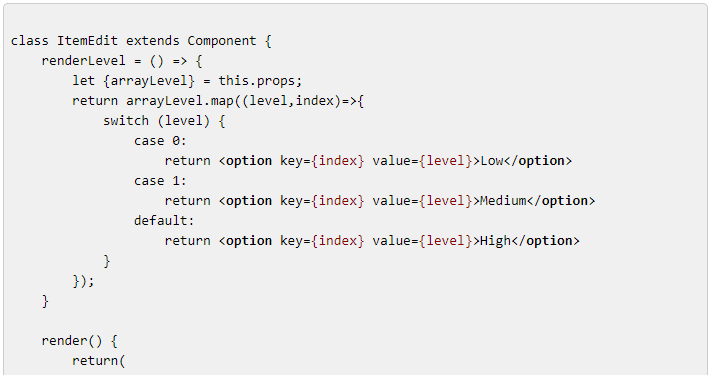 class ItemEdit extends Component {
    renderLevel = () => {
        let {arrayLevel} = this.props;
        return arrayLevel.map((level,index)=>{
            switch (level) {
                case 0:
                    return <option key={index} value={level}>Low</option>
                case 1:
                    return <option key={index} value={level}>Medium</option>
                default:
                    return <option key={index} value={level}>High</option>
            }
        });
    }
    render() {
        return(